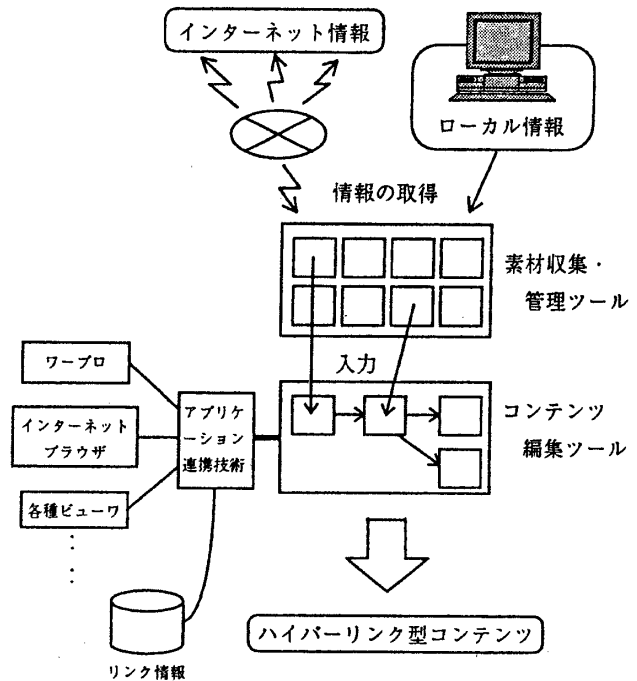 インターネット情報
ローカル情報
情報の取得
素材収集・
管理ツール
入力
ワープロ
アプリケ
ーション
連携技術
インターネット
ブラウザ
各種ビューワ
コンテンツ
編集ツール
ハイパーリンク型コンテンツ
リンク情報